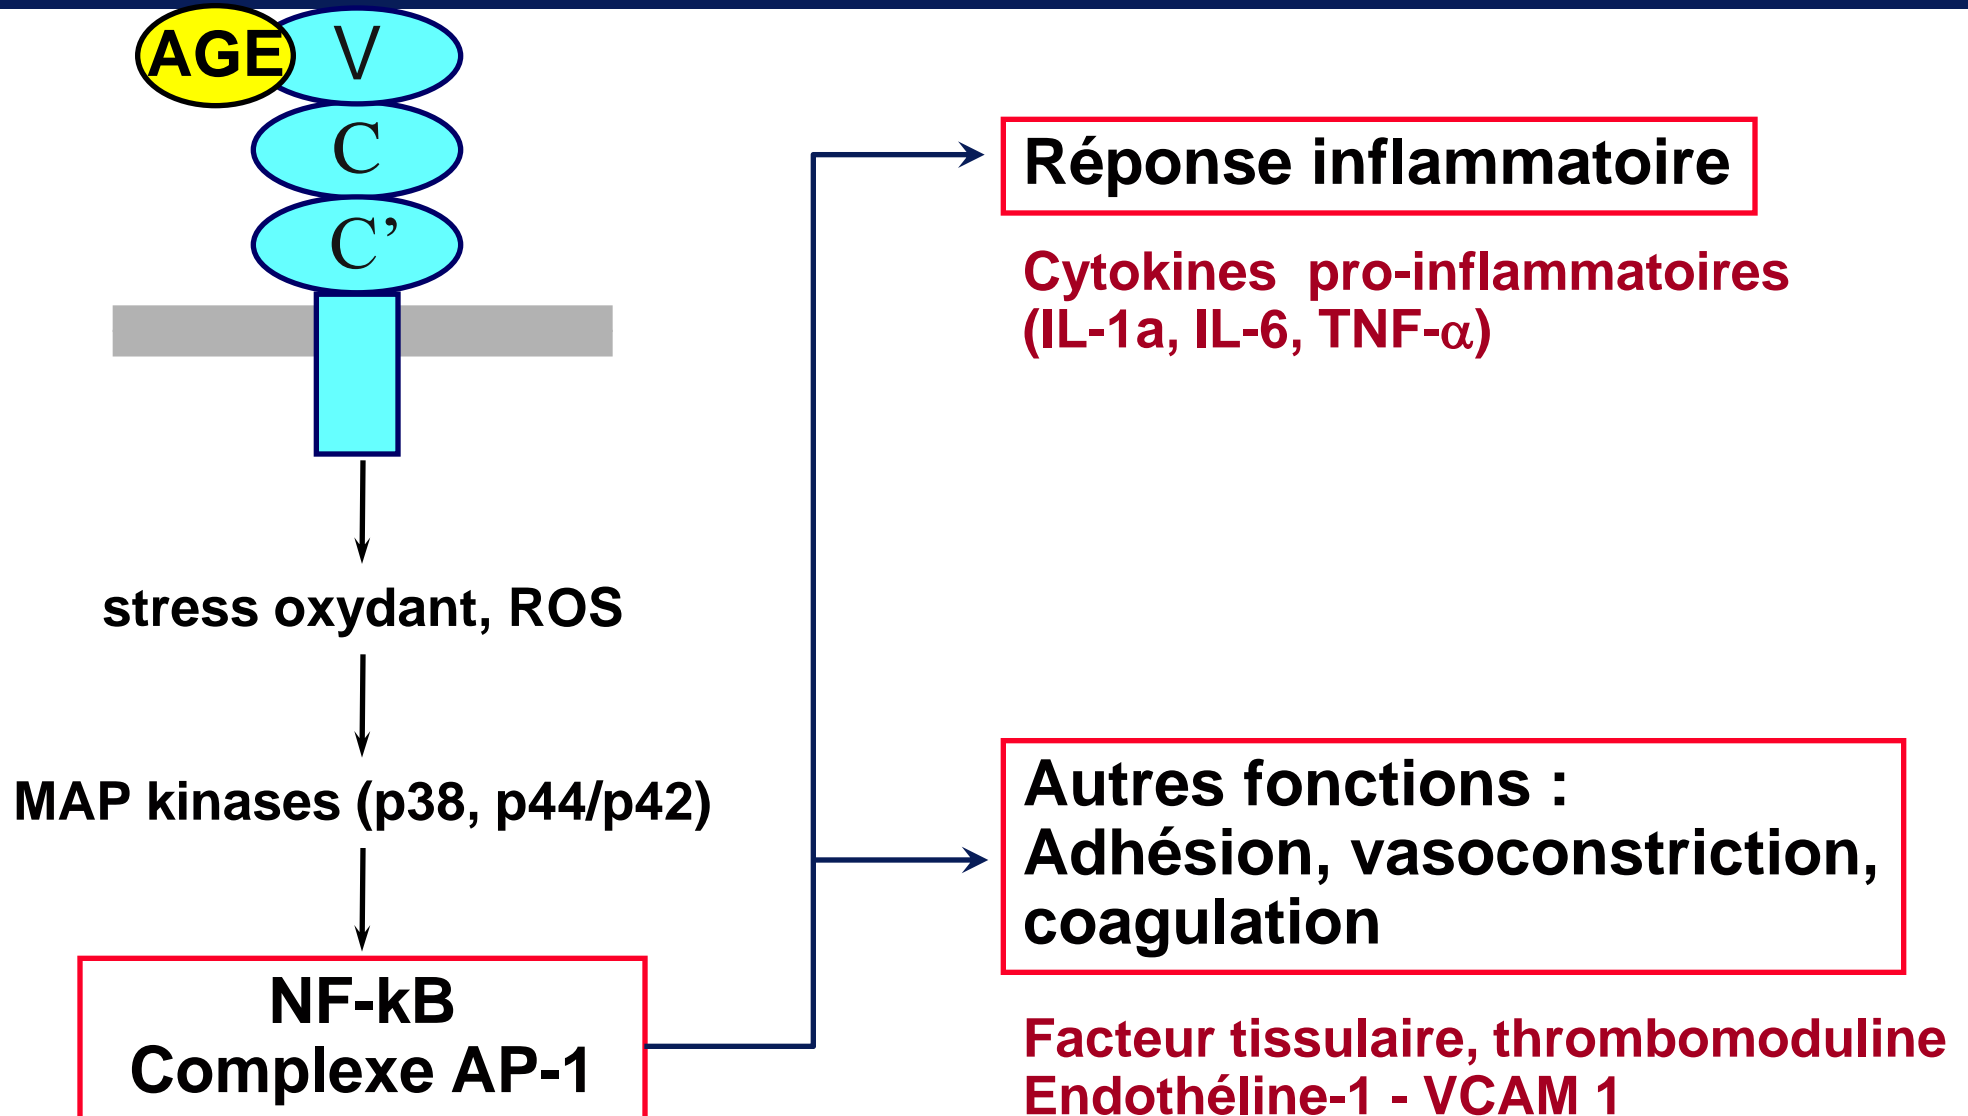 AGE V
C
C’
stress oxydant, ROS
MAP kinases (p38, p44/p42)
NF-kB
Complexe AP-1
Réponse inflammatoire
Cytokines pro-inflammatoires
(IL-1a, IL-6, TNF-α)
Autres fonctions :
Adhésion, vasoconstriction,
coagulation
Facteur tissulaire, thrombomoduline
Endothéline-1 - VCAM 1